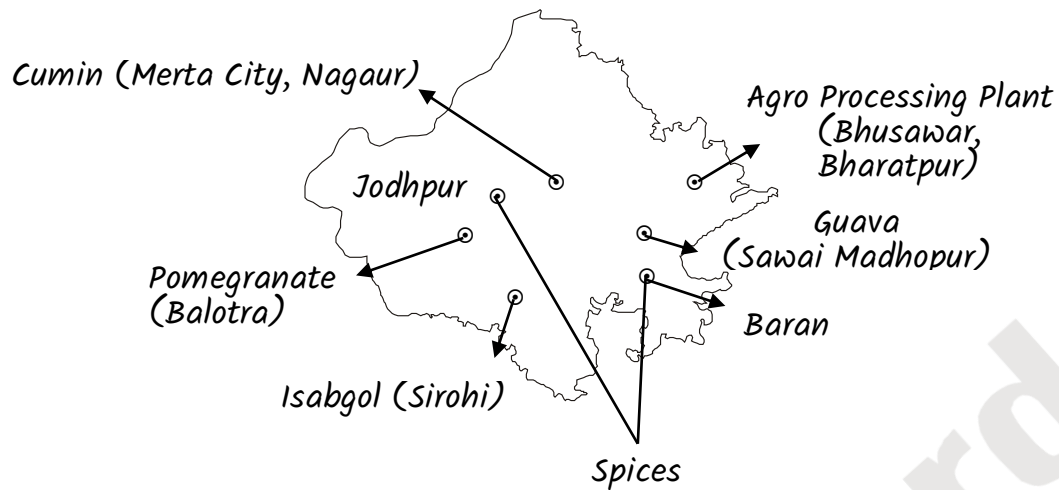 Cumin (Merta City, Nagaur)
Agro Processing Plant
(Bhusawar,
Bharatpur)
Jodhpur
Guava
(Sawai Madhopur)
Pomegranate
(Balotra)
Baran
Isabgol (Sirohi)
Spices
rd